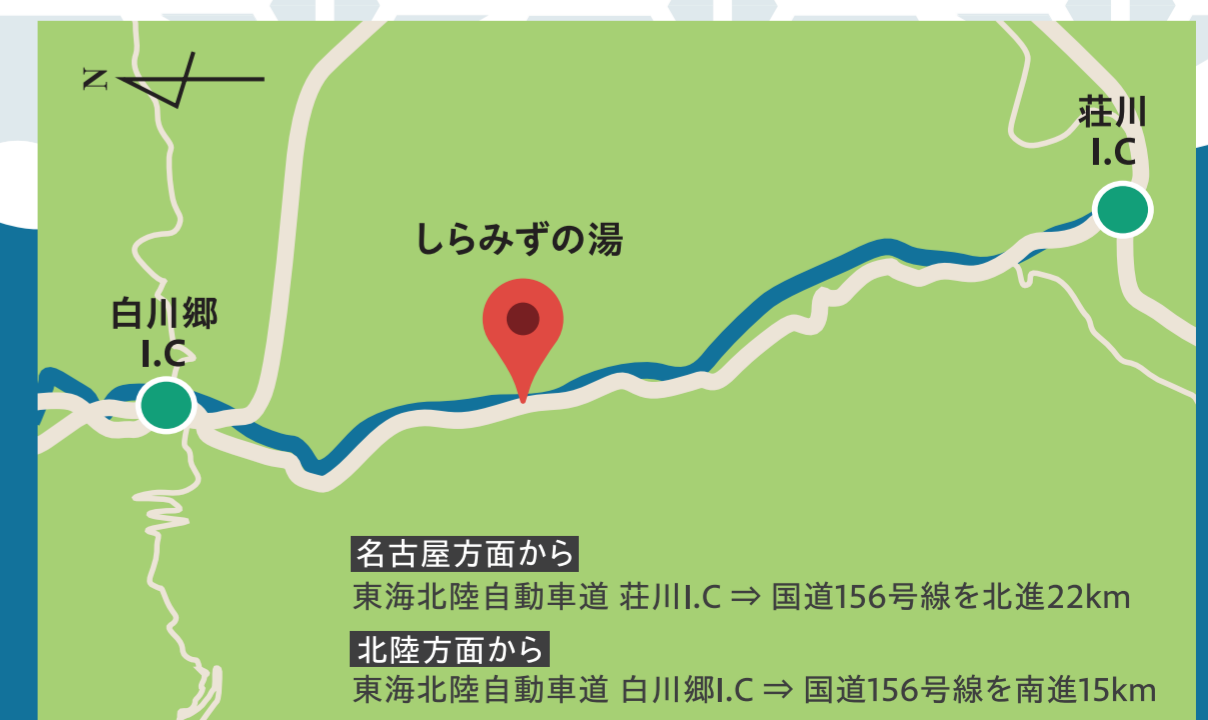 N
荘川
I.C
しらみずの湯
白川郷
I.C
名古屋方面から
東海北陸自動車道 荘川I.C ⇒ 国道156号線を北進22km
北陸方面から
東海北陸自動車道 白川郷I.C ⇒ 国道156号線を南進15km